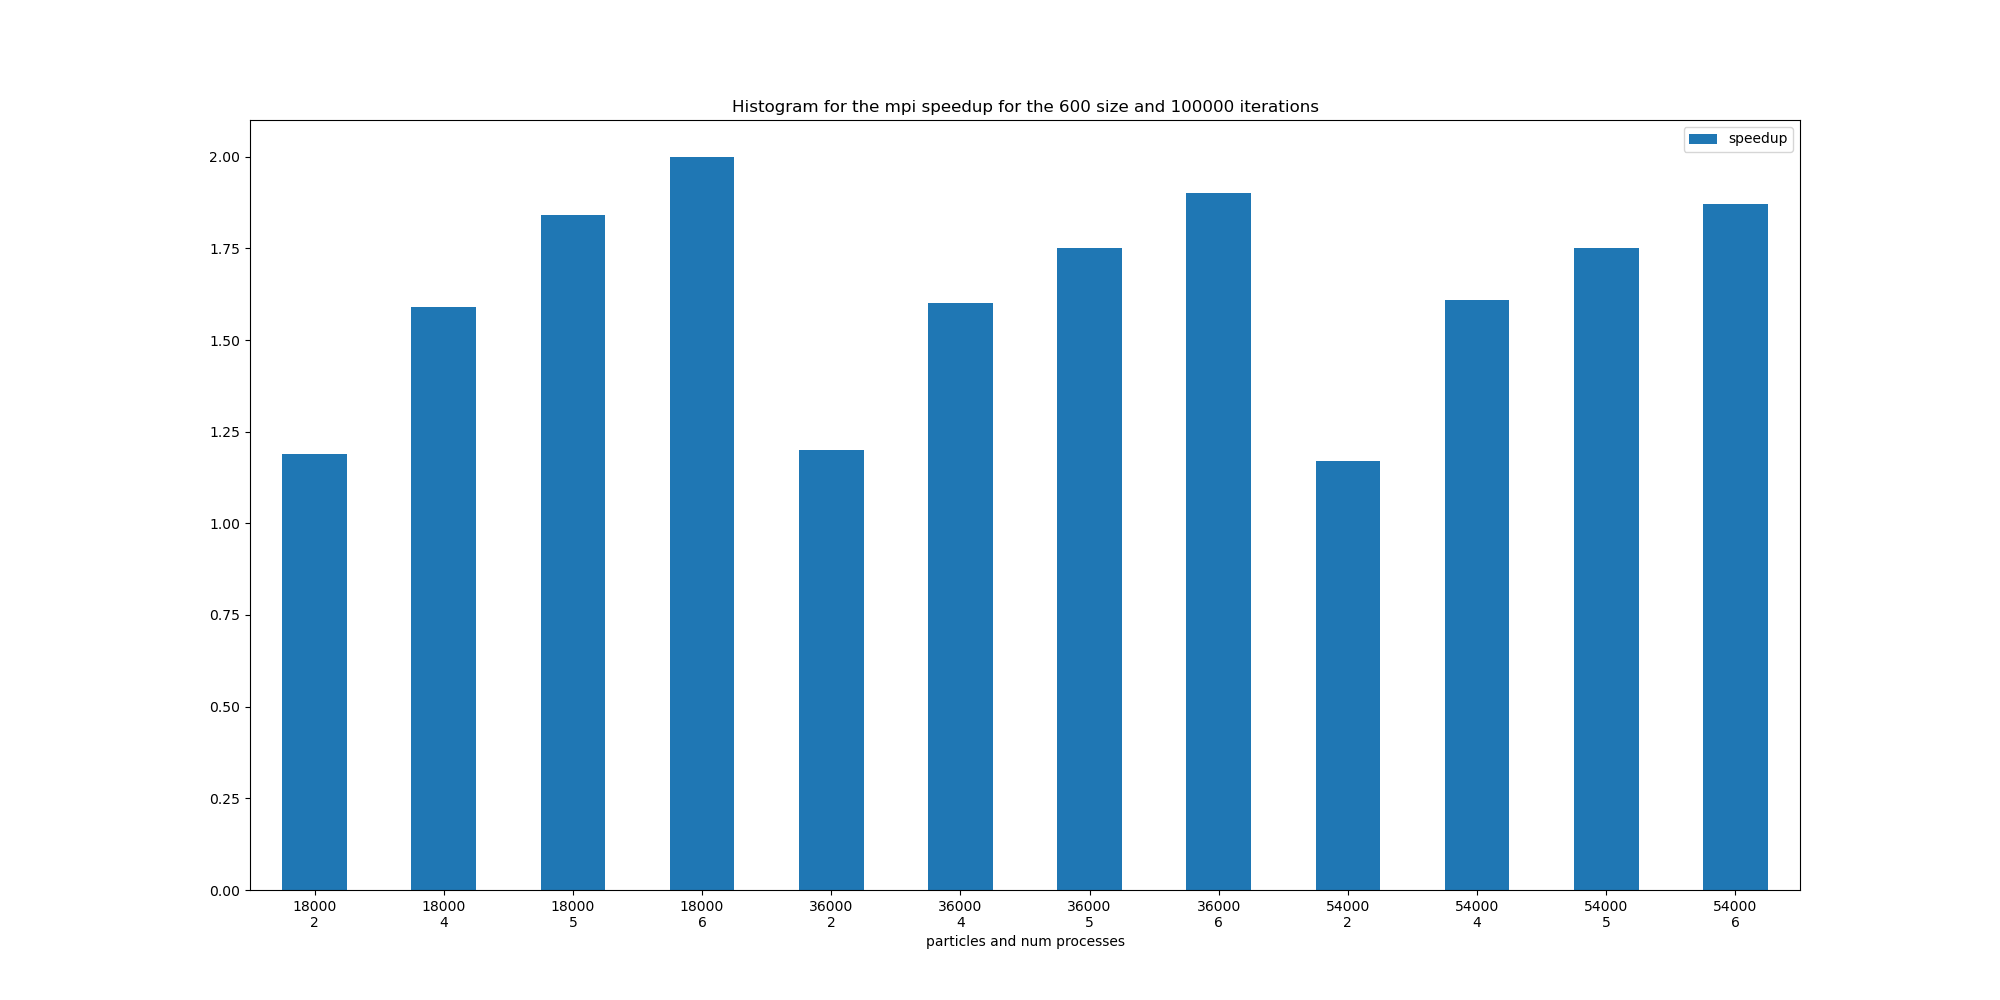 Histogram for the mpi speedup for the 600 size and 100000 iterations
speedup
2.00
1.75
1.50
1.25
1.00
0.75
0.50
0.25
0.00
18000 18000 18000 18000 36000 36000 36000 36000 54000 54000 54000 54000
2 4 5 6 2 4 5 6 2 4 5 6
particles and num processes